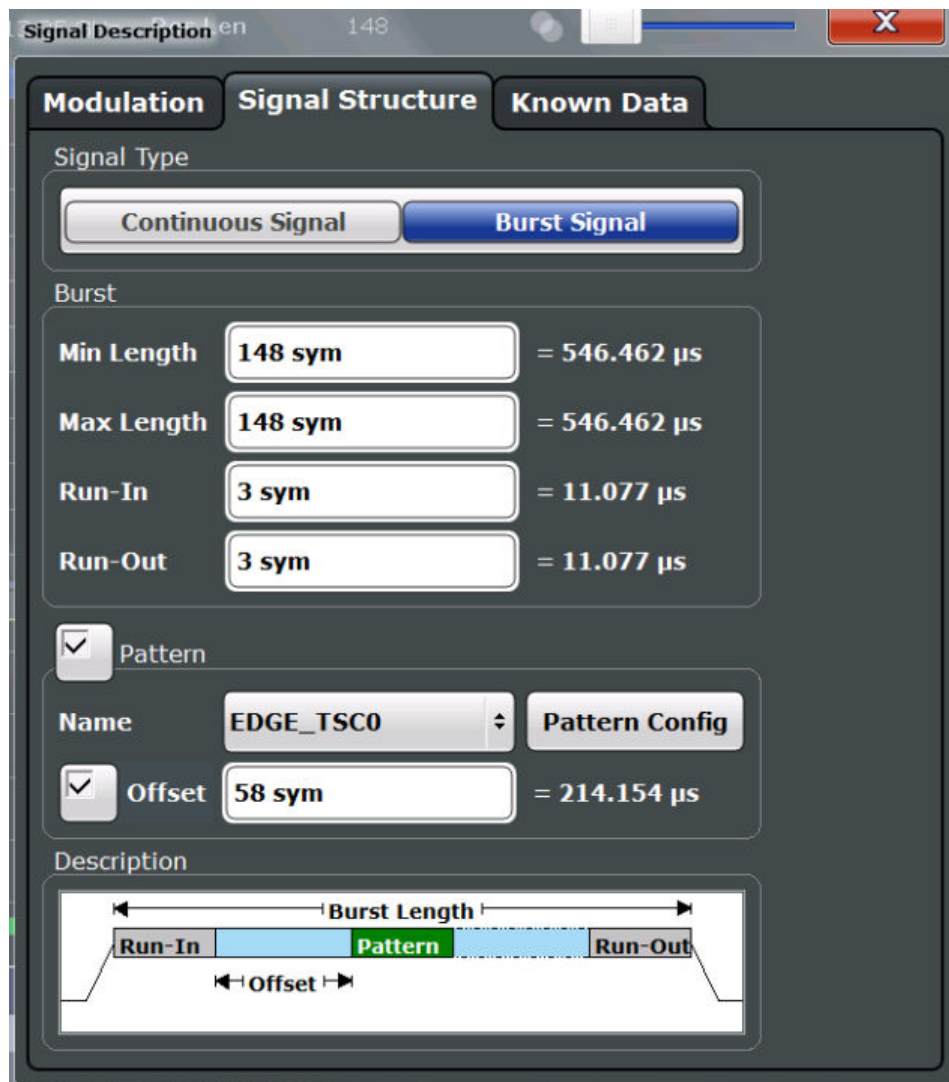 Signal Description en 148
X
Modulation Signal Structure Known Data
Signal Type
Continuous Signal Burst Signal
Burst
Min Length 148 sym = 546.462 µs
Max Length 148 sym = 546.462 µs
Run-In 3 sym = 11.077 µs
Run-Out 3 sym = 11.077 µs
Pattern
Name EDGE_TSC0 Pattern Config
Offset 58 sym = 214.154 µs
Description
Burst Length
Run-In Pattern Run-Out
Offset